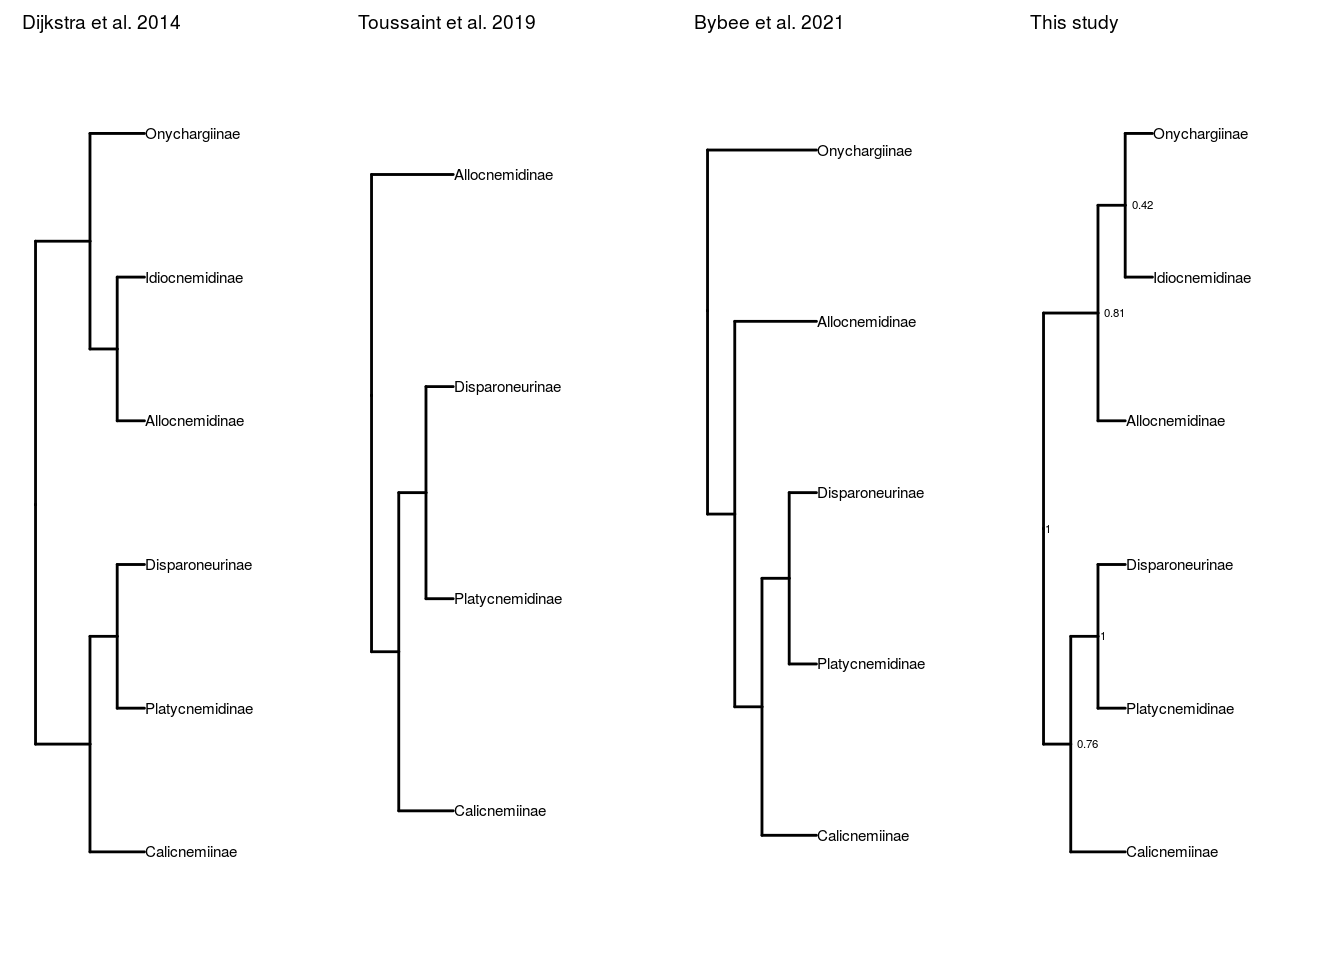 Dijkstra et al. 2014
Toussaint et al. 2019
Bybee et al. 2021
This study
Onychargiinae
Idiocnemidinae
Allocnemidinae
Disparoneurinae
Platycnemidinae
Calicnemiinae
Allocnemidinae
Disparoneurinae
Platycnemidinae
Calicnemiinae
Onychargiinae
Allocnemidinae
Disparoneurinae
Platycnemidinae
Calicnemiinae
Onychargiinae
0.42
Idiocnemidinae
0.81
Allocnemidinae
1
Disparoneurinae
1
Platycnemidinae
0.76
Calicnemiinae